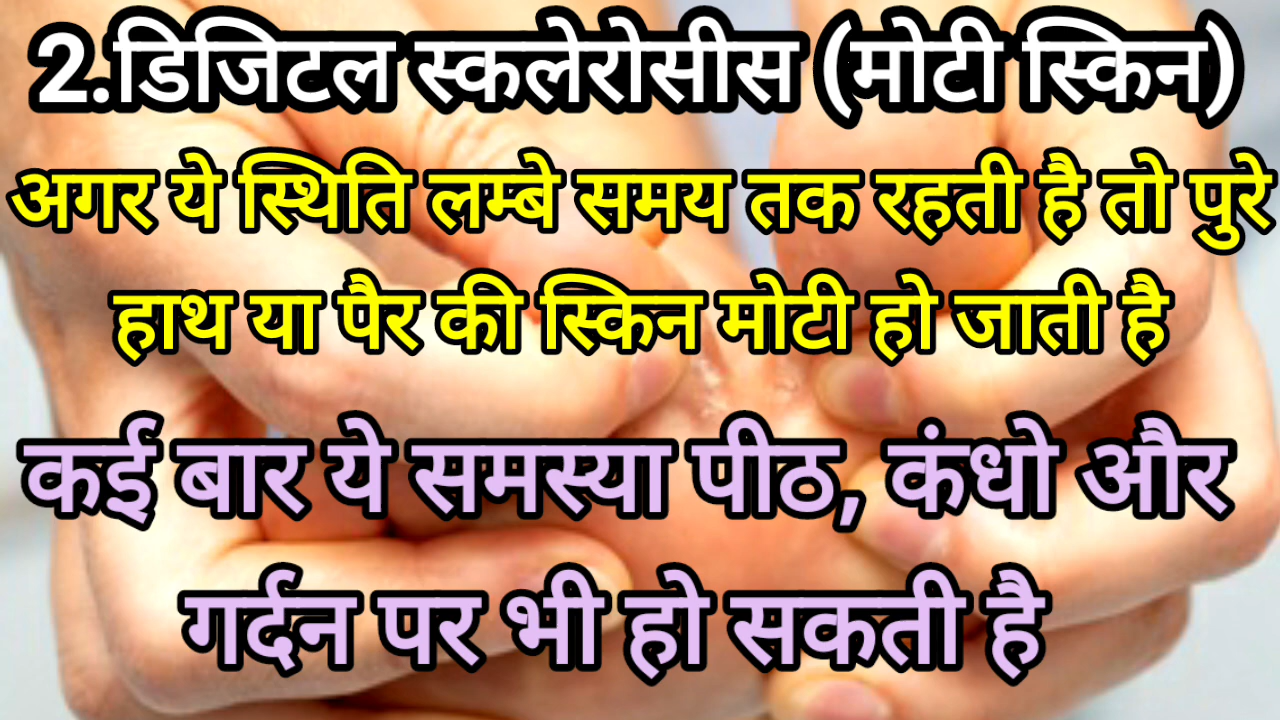 2.डिजिटल स्कलेरोसीस (मोटी स्किन)
अगर ये स्थिति लम्बे समय तक रहती है तो पुरे
हाथ या पैर की स्किन मोटी हो जाती है
कई बार ये समस्या पीठ, कंधो और
गर्दन पर भी हो सकती है